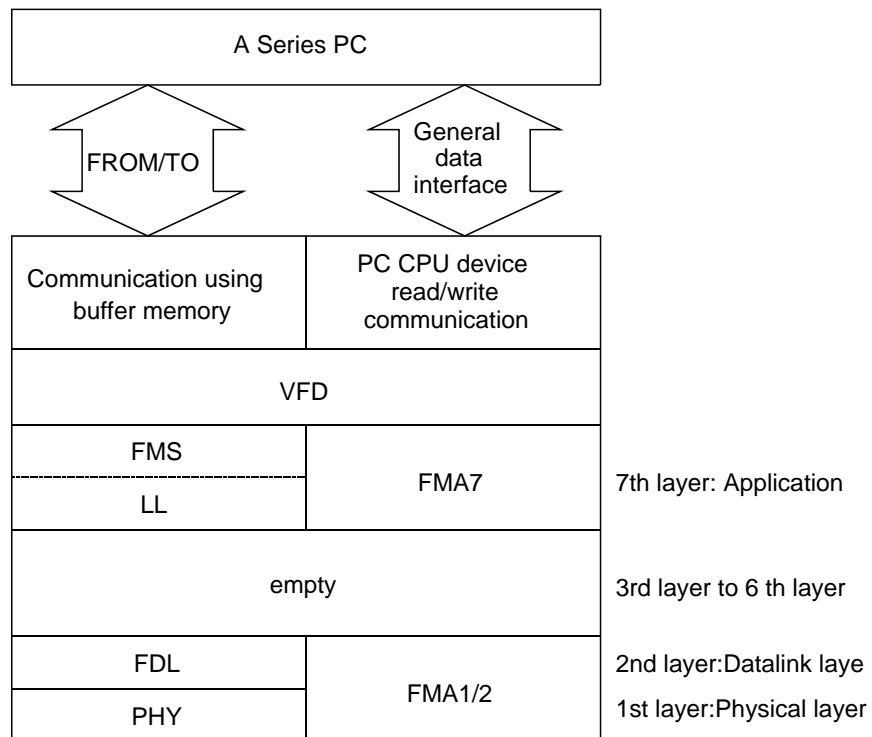 A Series PC
FROM/TO
General
data
interface
Communication using
buffer memory
PC CPU device
read/write
communication
VFD
FMS
LL
FMA7
7th layer: Application
empty
3rd layer to 6 th layer
FDL
PHY
FMA1/2
2nd layer:Datalink laye
1st layer:Physical layer